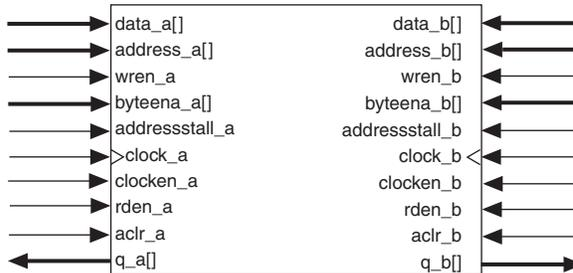 data_a[] data_b[]
address_a[] address_b[]
wren_a wren_b
byteena_a[] byteena_b[]
addressstall_a addressstall_b
clock_a clock_b
clocken_a clocken_b
rden_a rden_b
aclr_a aclr_b
q_a[] q_b[]